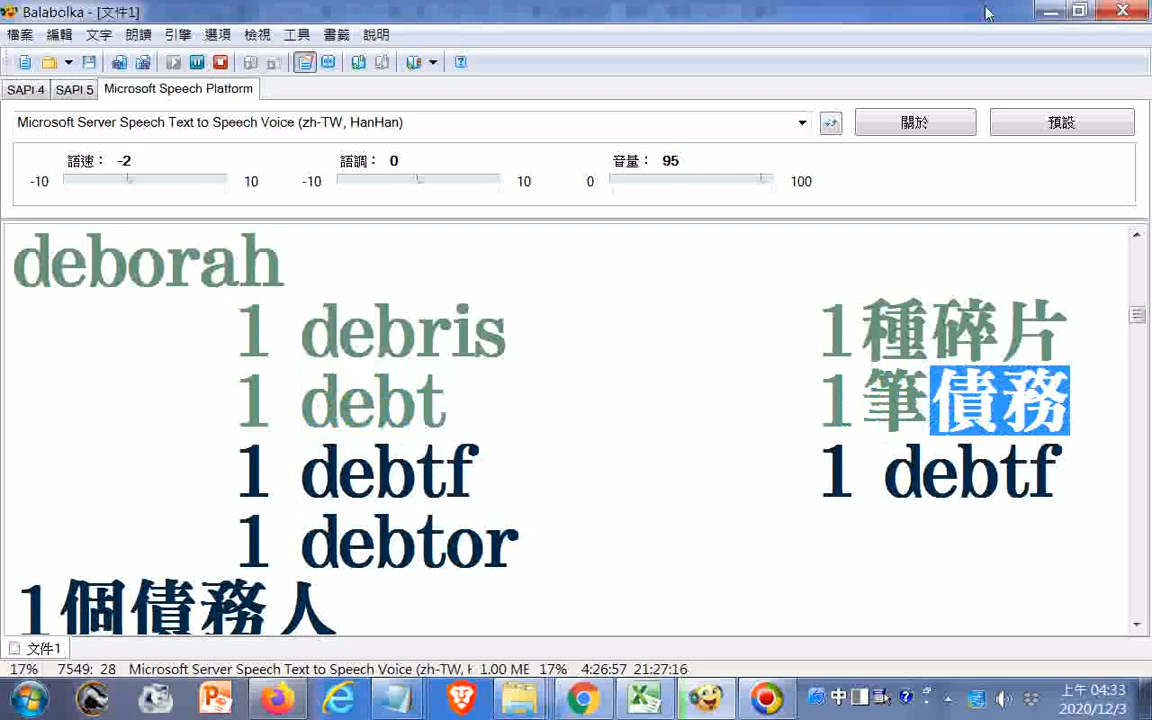 Balabolka - [文件1]
檔案 編輯 文字 朗讀 引擎 選項 檢視 工具 書籤 說明
SAPI 4 SAPI 5 Microsoft Speech Platform
Microsoft Server Speech Text to Speech Voice (zh-TW, HanHan) 關於 預設
語速： -2 語調： 0 音量： 95
-10 10 -10 10 0 100
deborah
1 debris 1種碎片
1 debt 1筆債務
1 debtf 1 debtf
1 debtor
1個債務人
文件1
17% 7549: 28 Microsoft Server Speech Text to Speech Voice (zh-TW, 1.00 ME 17% 4:26:57 21:27:16
中 上午 04:33
2020/12/3